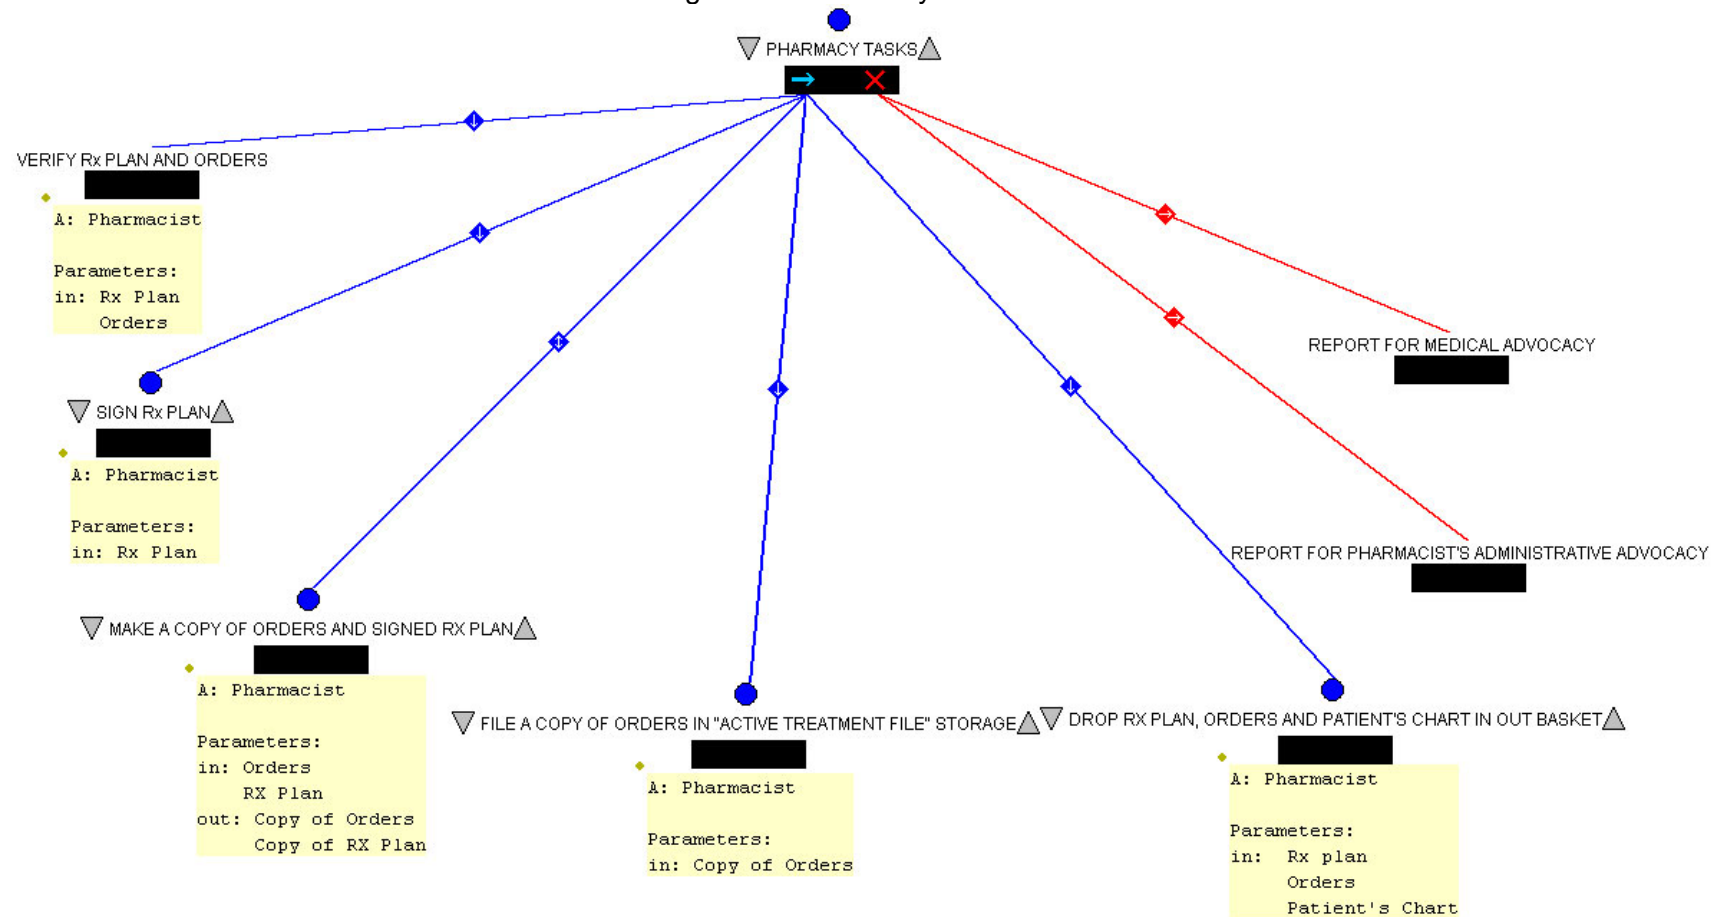 PHARMACY TASKS
VERIFY Rx PLAN AND ORDERS
A: Pharmacist
Parameters:
in: Rx Plan
Orders
SIGN Rx PLAN
A: Pharmacist
Parameters:
in: Rx Plan
MAKE A COPY OF ORDERS AND SIGNED RX PLAN
A: Pharmacist
Parameters:
in: Orders
RX Plan
out: Copy of Orders
Copy of RX Plan
FILE A COPY OF ORDERS IN "ACTIVE TREATMENT FILE" STORAGE
A: Pharmacist
Parameters:
in: Copy of Orders
DROP RX PLAN, ORDERS AND PATIENT'S CHART IN OUT BASKET
A: Pharmacist
Parameters:
in: Rx plan
Orders
Patient's Chart
REPORT FOR MEDICAL ADVOCACY
REPORT FOR PHARMACIST'S ADMINISTRATIVE ADVOCACY